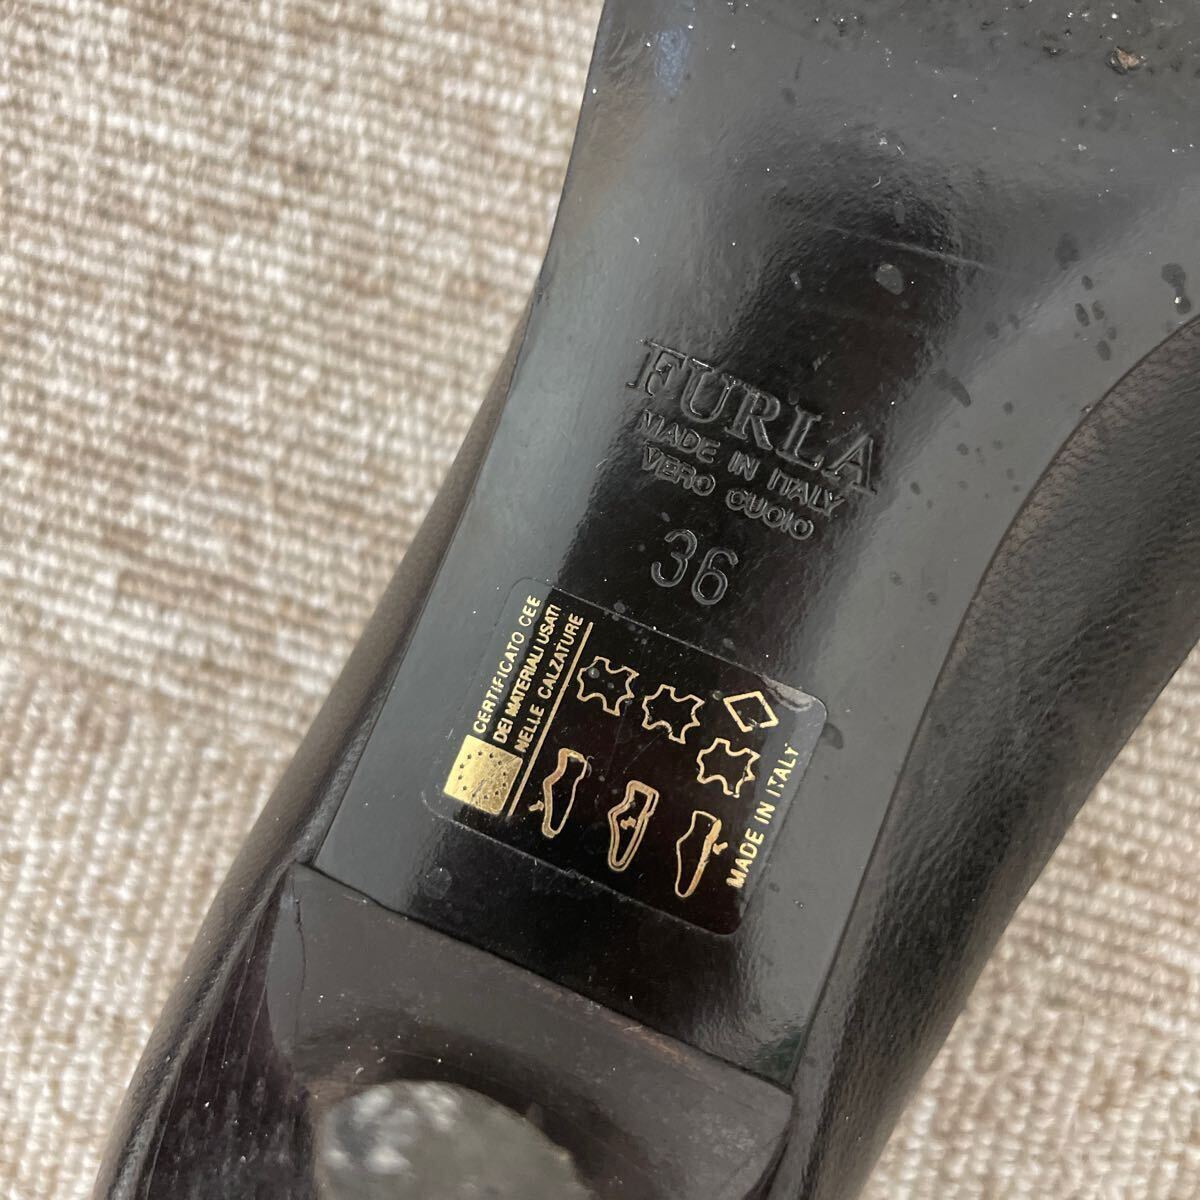 FURLA
MADE IN ITALY
VERO CUOIO
36
CERTIFICATO CEE
DEI MATERIALI USATI
NELLE CALZATURE
MADE IN ITALY